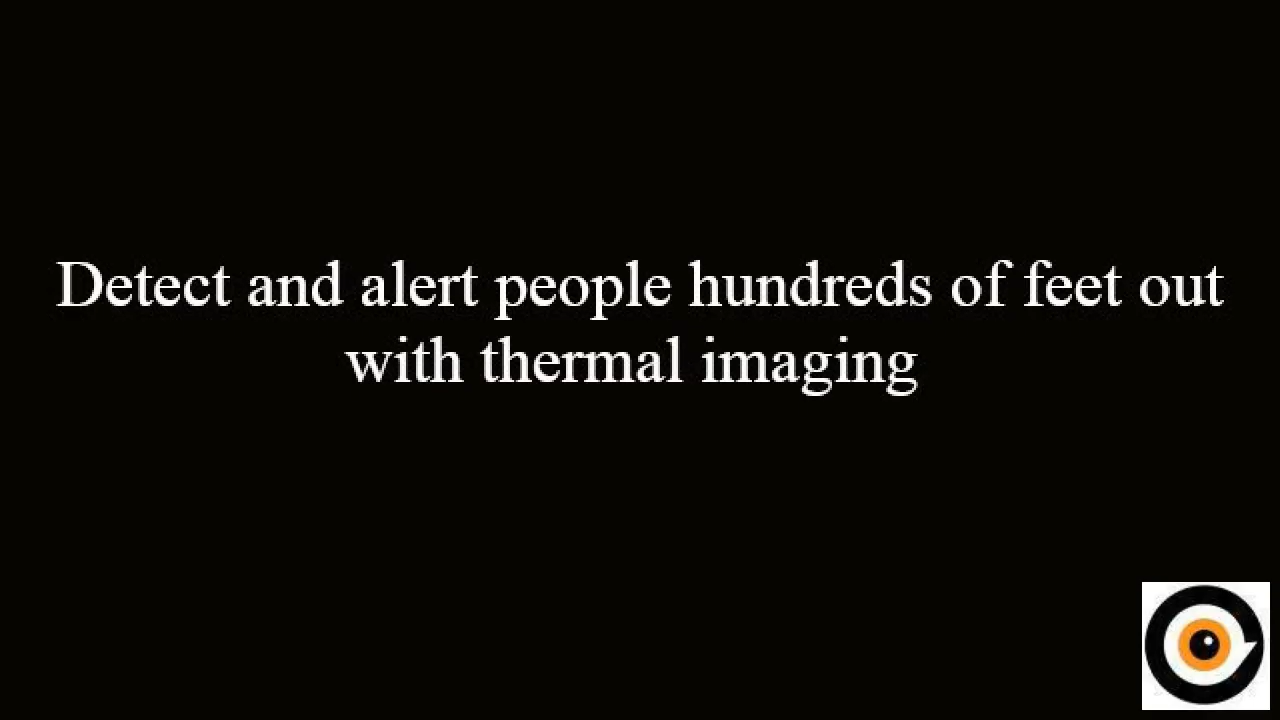 Detect and alert people hundreds of feet out
with thermal imaging